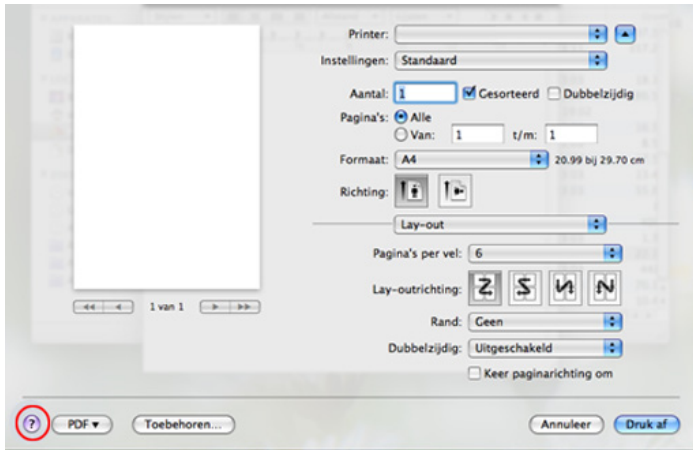 Printer:
Instellingen: Standaard
Aantal: 1 Gesorteerd Dubbelzijdig
Pagina's: Alle
Van: 1 t/m: 1
Formaat: A4 20.99 bij 29.70 cm
Richting:
Lay-out
Pagina's per vel: 6
Lay-outrichting:
1 van 1
Rand: Geen
Dubbelzijdig: Uitgeschakeld
Keer paginarichting om
? PDF Toebehoren... Annuleer Druk af